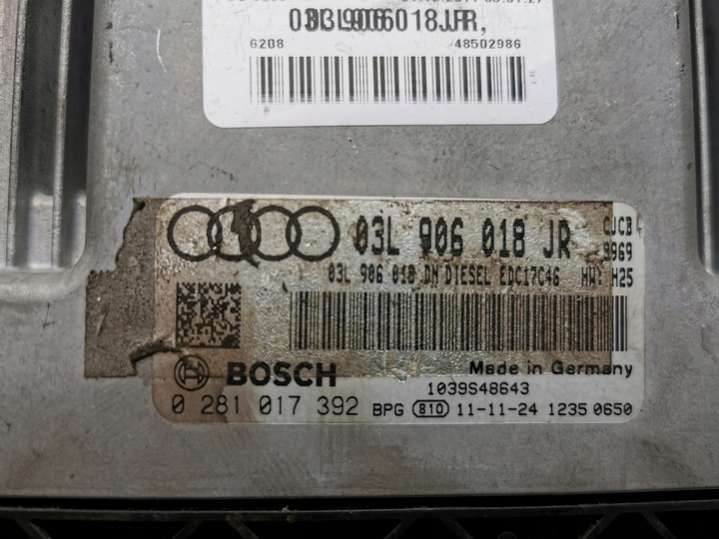 03L906018JR,
6208 48502986
03L 906 018 JR CJCB
03L 906 018 DN DIESEL EDC17C46 9969
HW: H25
BOSCH Made in Germany
1039S48643
0 281 017 392 BPG 810 11-11-24 1235 0650